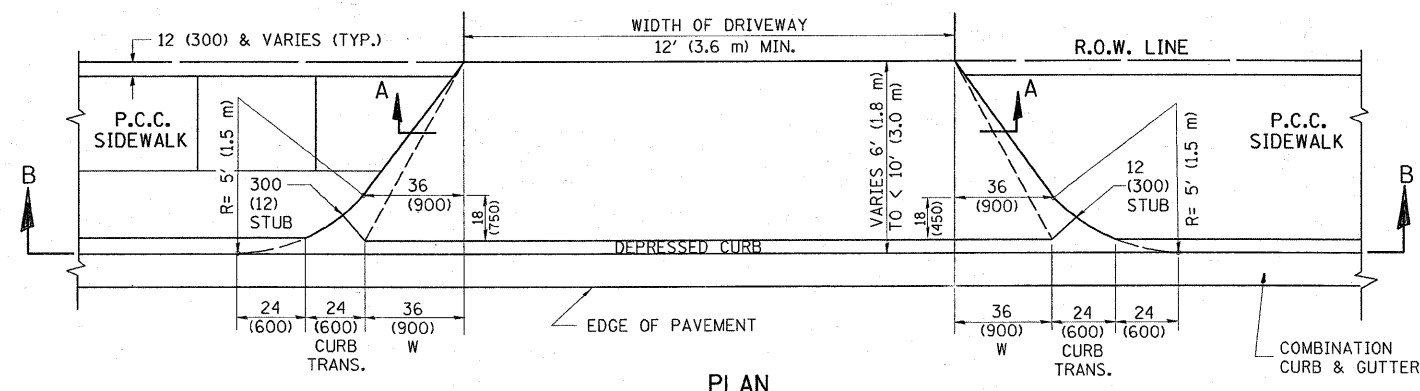 WIDTH OF DRIVEWAY
12' (3.6 m) MIN.
12 (300) & VARIES (TYP.)
R.O.W. LINE
A
A
P.C.C.
SIDEWALK
P.C.C.
SIDEWALK
B
B
R= 5' (1.5 m)
300
(12)
STUB
36
(900)
18
(750)
VARIES 6' (1.8 m)
TO < 10' (3.0 m)
36
(900)
18
(450)
12
(300)
STUB
R= 5' (1.5 m)
DEPRESSED CURB
24
(600)
24
(600)
CURB
TRANS.
36
(900)
W
EDGE OF PAVEMENT
36
(900)
W
24
(600)
CURB
TRANS.
24
(600)
COMBINATION
CURB & GUTTER
PLAN